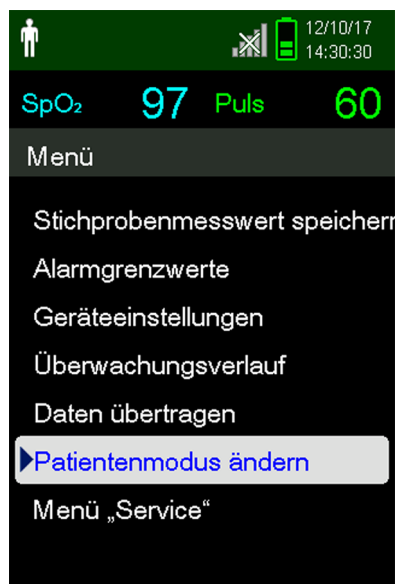 12/10/17
14:30:30
SpO₂ 97 Puls 60
Menü
Stichprobenmesswert speichern
Alarmgrenzwerte
Geräteeinstellungen
Überwachungsverlauf
Daten übertragen
Patientenmodus ändern
Menü „Service“